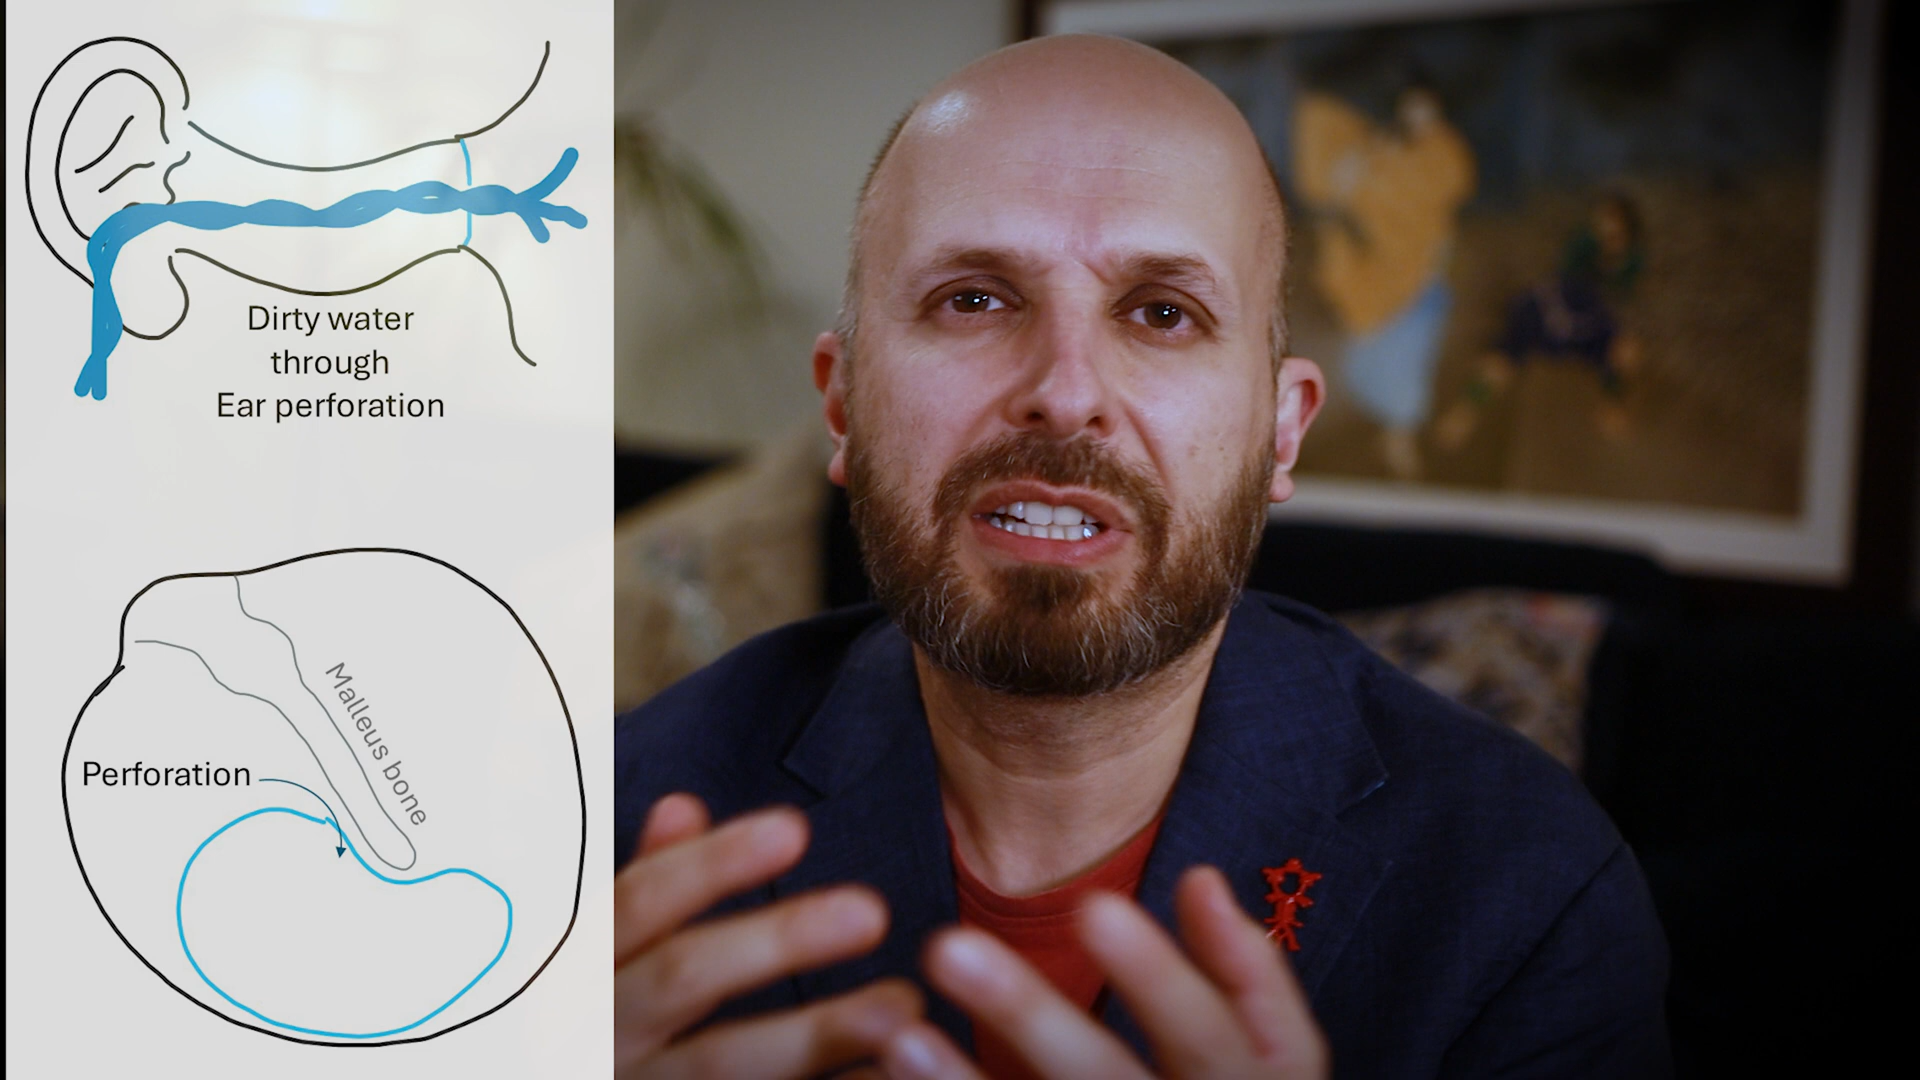 Dirty water
through
Ear perforation
Malleus bone
Perforation